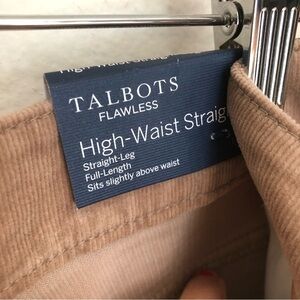 TALBOTS
FLAWLESS
High-Waist Straig
Straight-Leg
Full-Length
Sits slightly above waist